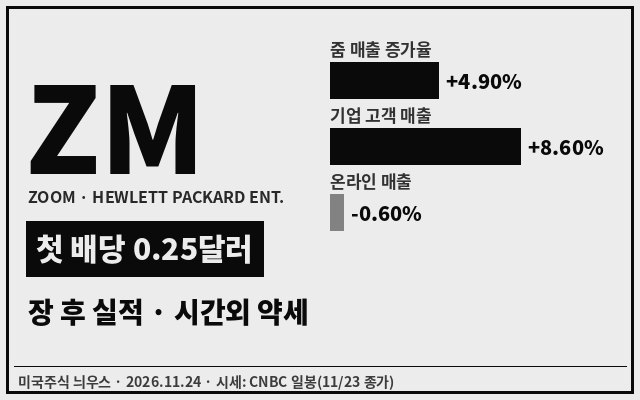 ZM
ZOOM · HEWLETT PACKARD ENT.
첫 배당 0.25달러
장 후 실적 · 시간외 약세
줌 매출 증가율
+4.90%
기업 고객 매출
+8.60%
온라인 매출
-0.60%
미국주식 늬우스 · 2026.11.24 · 시세: CNBC 일봉(11/23 종가)